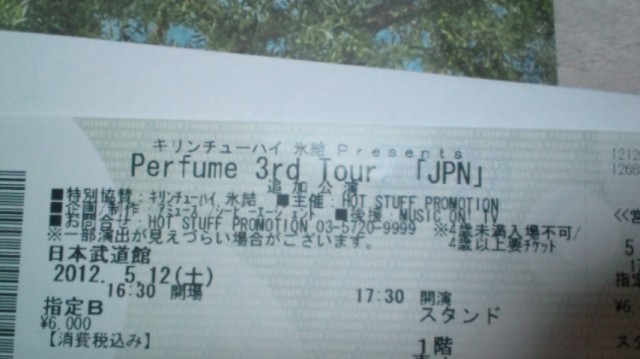 キリンチューハイ 氷結 Presents
Perfume 3rd Tour 「JPN」
追加公演
■特別協賛：キリンチューハイ 氷結 ■主催：HOT STUFF PROMOTION
■企画/制作 ■後援：MUSIC ON! TV
■お問合せ：HOT STUFF PROMOTION 03-5720-9999 ※4歳未満入場不可/
※一部演出が見えづらい場合がございます。 4歳以上要チケット
日本武道館
2012. 5.12(土)
16:30 開場 17:30 開演
指定B スタンド
¥6,000
【消費税込み】 1階